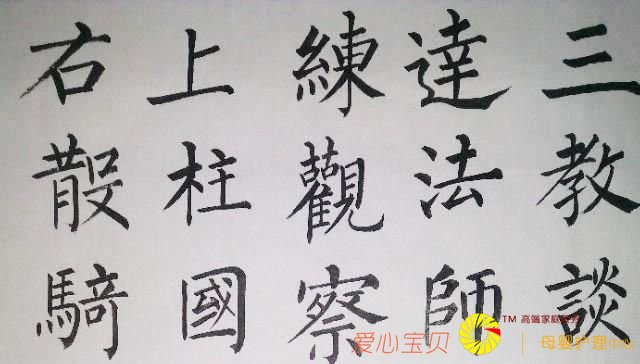 三教談
達法師
練觀察
上柱國
右散騎
爱心宝贝
TM 高端家庭服务
母婴护理中心